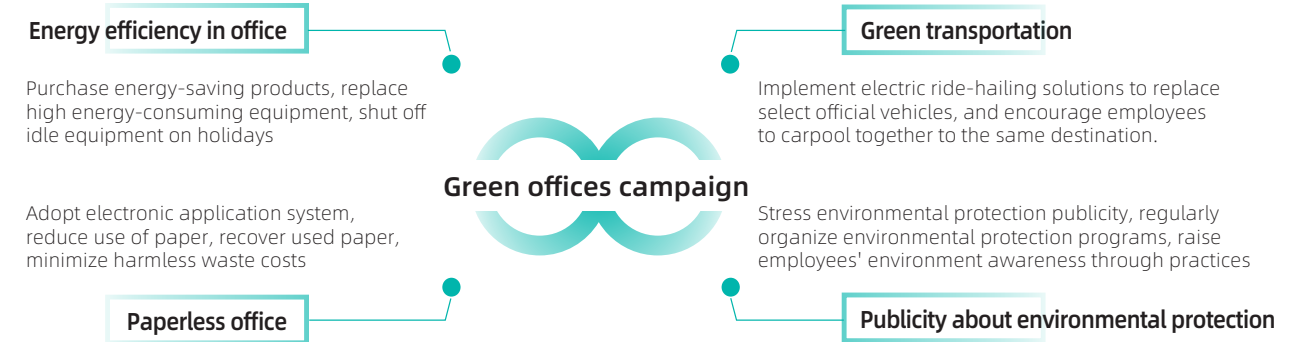 Energy efficiency in office
Purchase energy-saving products, replace
high energy-consuming equipment, shut off
idle equipment on holidays
Green transportation
Implement electric ride-hailing solutions to replace
select official vehicles, and encourage employees
to carpool together to the same destination.
Green offices campaign
Adopt electronic application system,
reduce use of paper, recover used paper,
minimize harmless waste costs
Paperless office
Stress environmental protection publicity, regularly
organize environmental protection programs, raise
employees' environment awareness through practices
Publicity about environmental protection